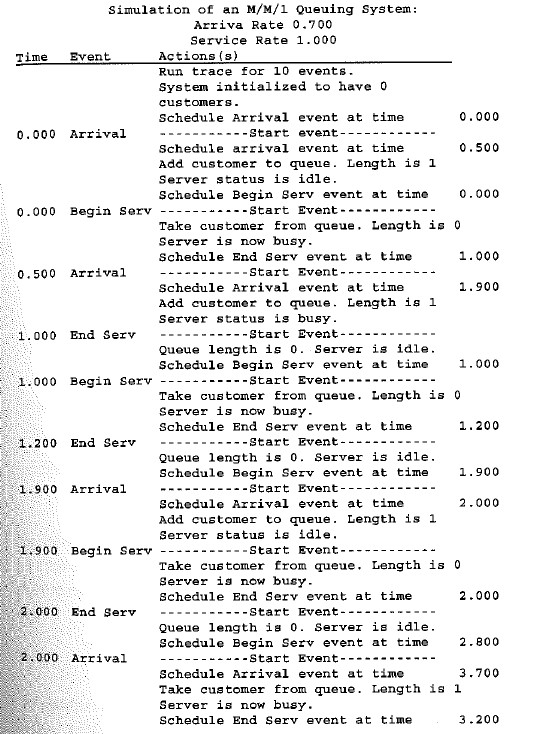 Simulation of an M/M/1 Queuing System:
Arriva Rate 0.700
Service Rate 1.000
Time Event Actions(s)
Run trace for 10 events.
System initialized to have 0
customers.
Schedule Arrival event at time 0.000
0.000 Arrival -----------Start event------------
Schedule arrival event at time 0.500
Add customer to queue. Length is 1
Server status is idle.
Schedule Begin Serv event at time 0.000
0.000 Begin Serv -----------Start Event------------
Take customer from queue. Length is 0
Server is now busy.
Schedule End Serv event at time 1.000
0.500 Arrival -----------Start Event------------
Schedule Arrival event at time 1.900
Add customer to queue. Length is 1
Server status is busy.
1.000 End Serv -----------Start Event------------
Queue length is 0. Server is idle.
Schedule Begin Serv event at time 1.000
1.000 Begin Serv -----------Start Event------------
Take customer from queue. Length is 0
Server is now busy.
Schedule End Serv event at time 1.200
1.200 End Serv -----------Start Event------------
Queue length is 0. Server is idle.
Schedule Begin Serv event at time 1.900
1.900 Arrival -----------Start Event------------
Schedule Arrival event at time 2.000
Add customer to queue. Length is 1
Server status is idle.
1.900 Begin Serv -----------Start Event------------
Take customer from queue. Length is 0
Server is now busy.
Schedule End Serv event at time 2.000
2.000 End Serv -----------Start Event------------
Queue length is 0. Server is idle.
Schedule Begin Serv event at time 2.800
2.000 Arrival -----------Start Event------------
Schedule Arrival event at time 3.700
Take customer from queue. Length is 1
Server is now busy.
Schedule End Serv event at time 3.200